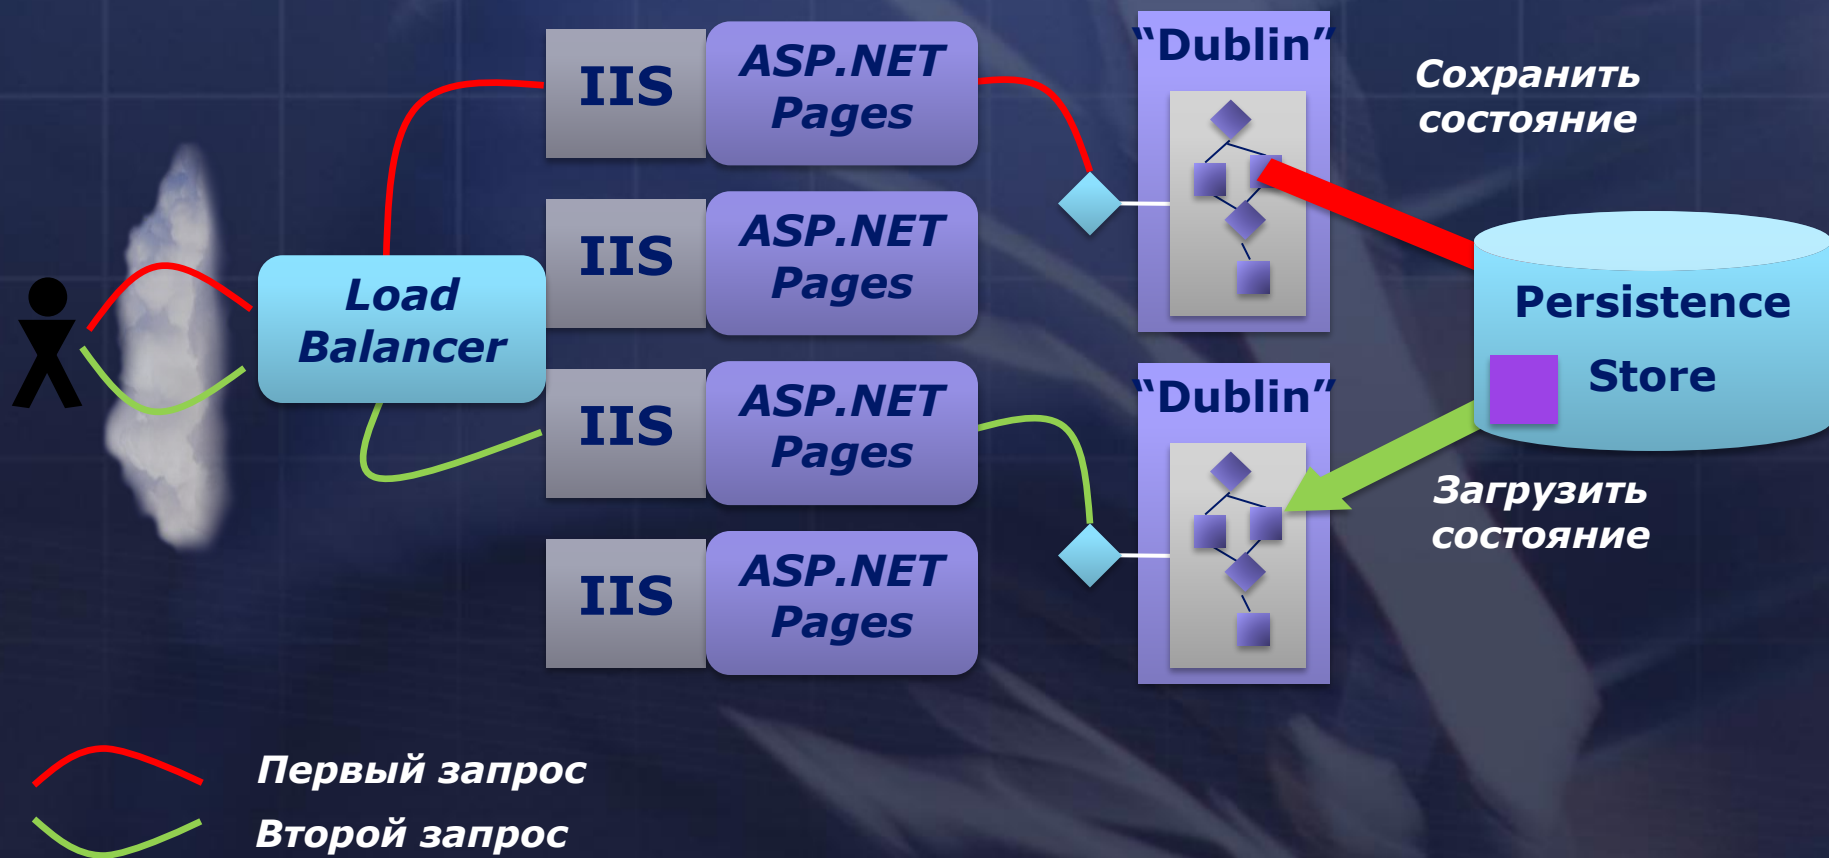 “Dublin”
IIS
ASP.NET
Pages
Сохранить
состояние
IIS
ASP.NET
Pages
Load
Balancer
Persistence
Store
IIS
ASP.NET
Pages
“Dublin”
Загрузить
состояние
IIS
ASP.NET
Pages
Первый запрос
Второй запрос